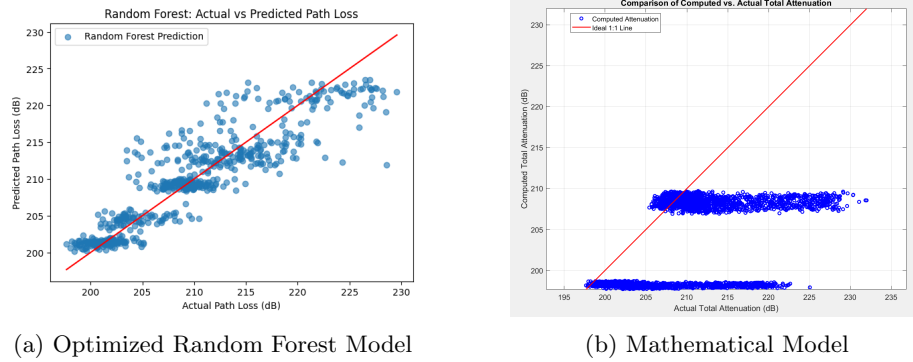 Random Forest: Actual vs Predicted Path Loss
Random Forest Prediction
230
225
220
215
210
205
200
Predicted Path Loss (dB)
200 205 210 215 220 225 230
Actual Path Loss (dB)
(a) Optimized Random Forest Model
Comparison of Computed vs. Actual Total Attenuation
Computed Attenuation
Ideal 1:1 Line
230
225
220
215
210
205
200
Computed Total Attenuation (dB)
195 200 205 210 215 220 225 230 235
Actual Total Attenuation (dB)
(b) Mathematical Model